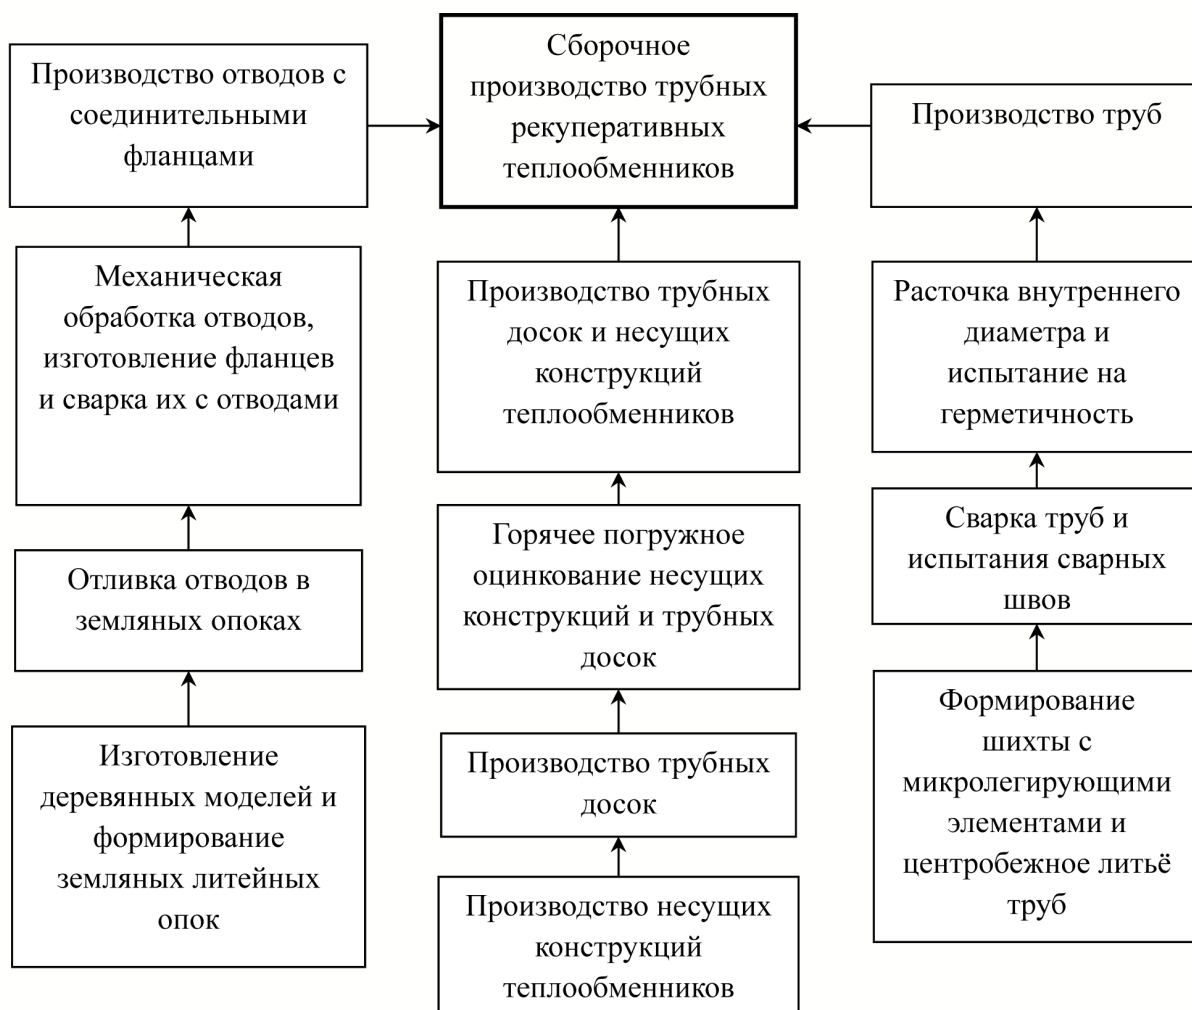 Производство отводов с
соединительными
фланцами
Сборочное
производство трубных
рекуперативных
теплообменников
Производство труб
Механическая
обработка отводов,
изготовление фланцев
и сварка их с отводами
Производство трубных
досок и несущих
конструкций
теплообменников
Расточка внутреннего
диаметра и
испытание на
герметичность
Отливка отводов в
земляных опоках
Горячее погружное
оцинкование несущих
конструкций и трубных
досок
Сварка труб и
испытания сварных
швов
Изготовление
деревянных моделей и
формирование
земляных литейных
опок
Производство трубных
досок
Формирование
шихты с
микролегирующими
элементами и
центробежное литьё
труб
Производство несущих
конструкций
теплообменников